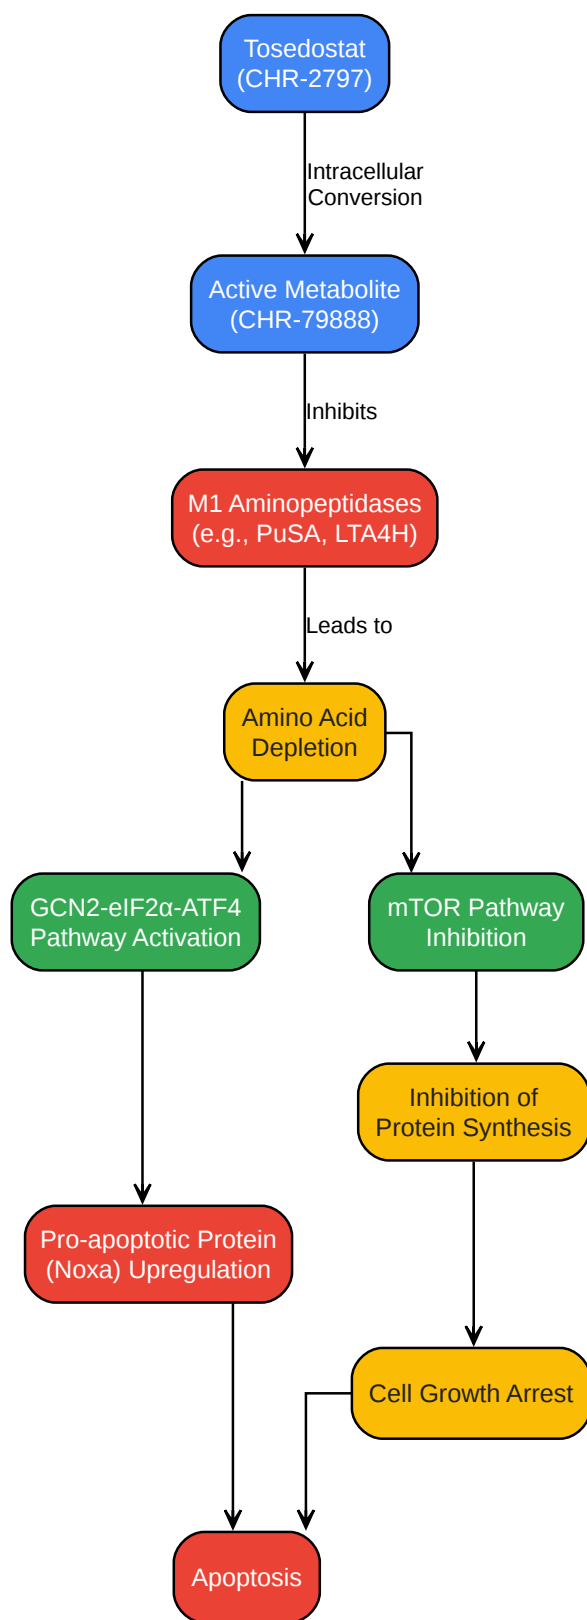 Tosedostat
(CHR-2797)
Intracellular
Conversion
Active Metabolite
(CHR-79888)
Inhibits
M1 Aminopeptidases
(e.g., PuSA, LTA4H)
Leads to
Amino Acid
Depletion
GCN2-eIF2α-ATF4
Pathway Activation
mTOR Pathway
Inhibition
Inhibition of
Protein Synthesis
Pro-apoptotic Protein
(Noxa) Upregulation
Cell Growth Arrest
Apoptosis